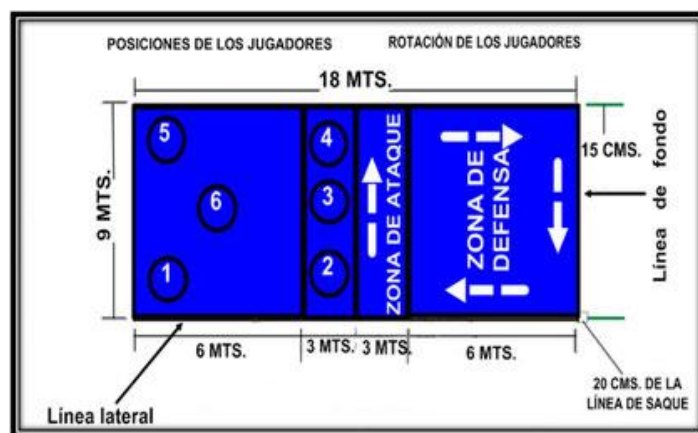 POSICIONES DE LOS JUGADORES
ROTACIÓN DE LOS JUGADORES
18 MTS.
9 MTS.
5
6
1
4
3
2
ZONA DE ATAQUE
ZONA DE
DEFENSA
15 CMS.
Línea de fondo
6 MTS.
3 MTS.
3 MTS.
6 MTS.
Línea lateral
20 CMS. DE LA
LÍNEA DE SAQUE